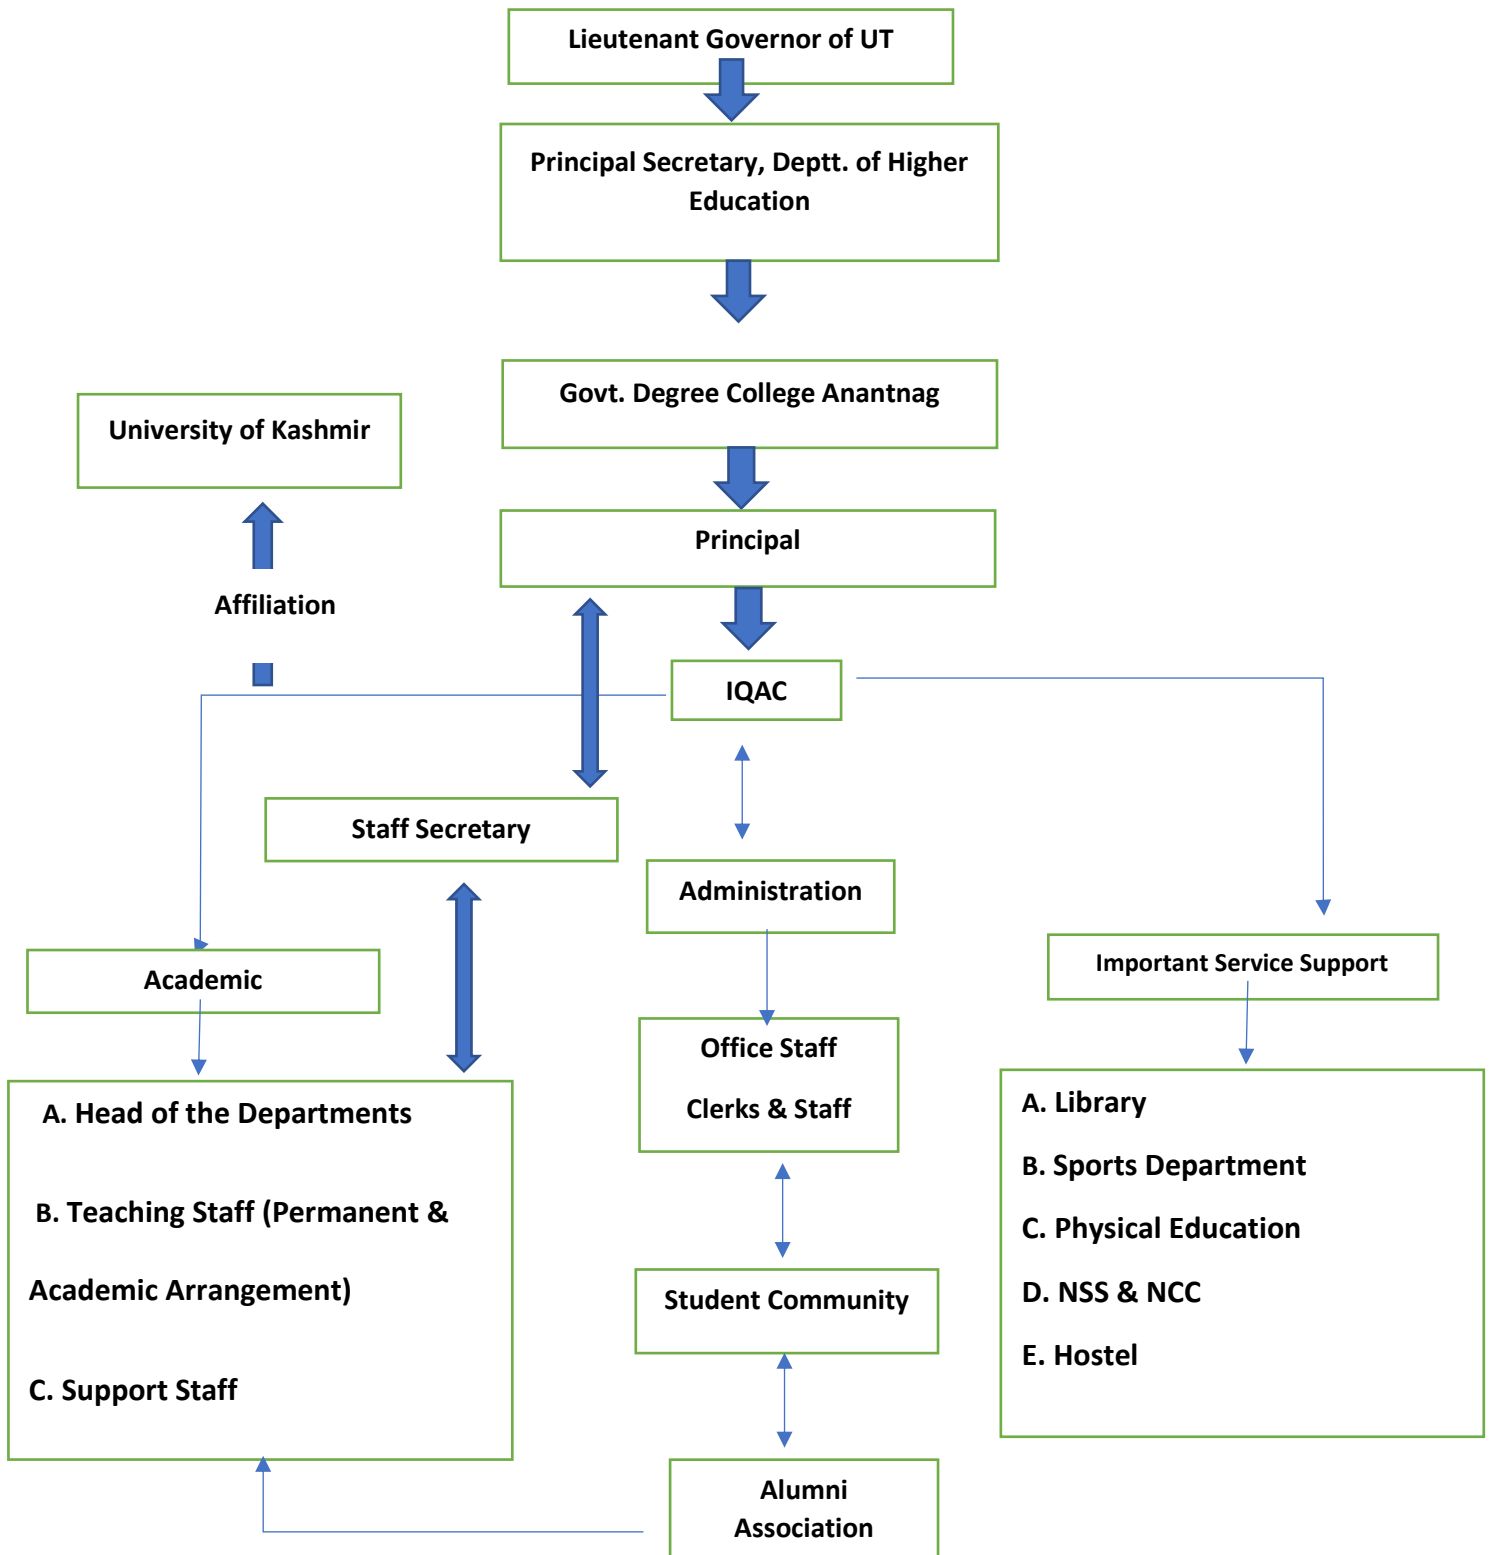 Lieutenant Governor of UT
Principal Secretary, Deptt. of Higher
Education
Govt. Degree College Anantnag
University of Kashmir
Principal
Affiliation
IQAC
Staff Secretary
Administration
Academic
Important Service Support
Office Staff
Clerks & Staff
A. Head of the Departments
B. Teaching Staff (Permanent &
Academic Arrangement)
C. Support Staff
A. Library
B. Sports Department
C. Physical Education
D. NSS & NCC
E. Hostel
Student Community
Alumni
Association